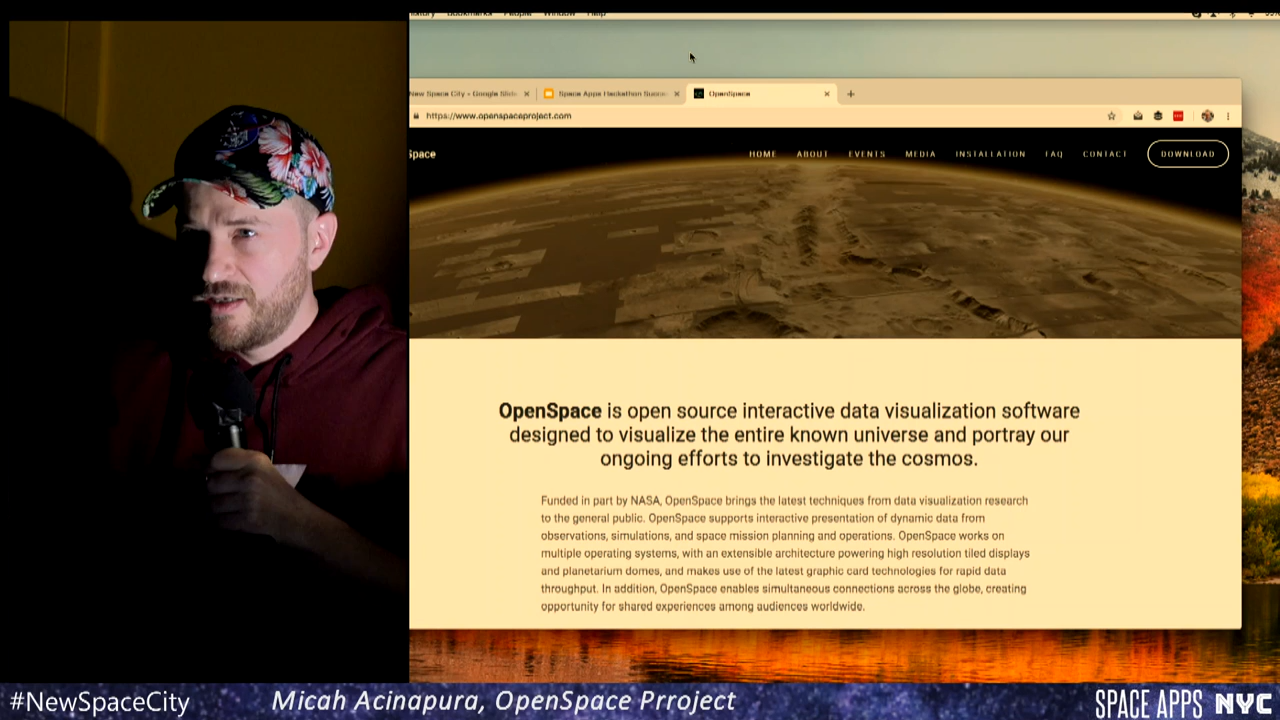 Bookmarks People Window Help
New Space City - Google Slide
Space Apps Hackathon Succe
OpenSpace
https://www.openspaceproject.com
Space
HOME ABOUT EVENTS MEDIA INSTALLATION FAQ CONTACT DOWNLOAD
OpenSpace is open source interactive data visualization software
designed to visualize the entire known universe and portray our
ongoing efforts to investigate the cosmos.
Funded in part by NASA, OpenSpace brings the latest techniques from data visualization research
to the general public. OpenSpace supports interactive presentation of dynamic data from
observations, simulations, and space mission planning and operations. OpenSpace works on
multiple operating systems, with an extensible architecture powering high resolution tiled displays
and planetarium domes, and makes use of the latest graphic card technologies for rapid data
throughput. In addition, OpenSpace enables simultaneous connections across the globe, creating
opportunity for shared experiences among audiences worldwide.
#NewSpaceCity
Micah Acinapura, OpenSpace Prroject
SPACE APPS NYC